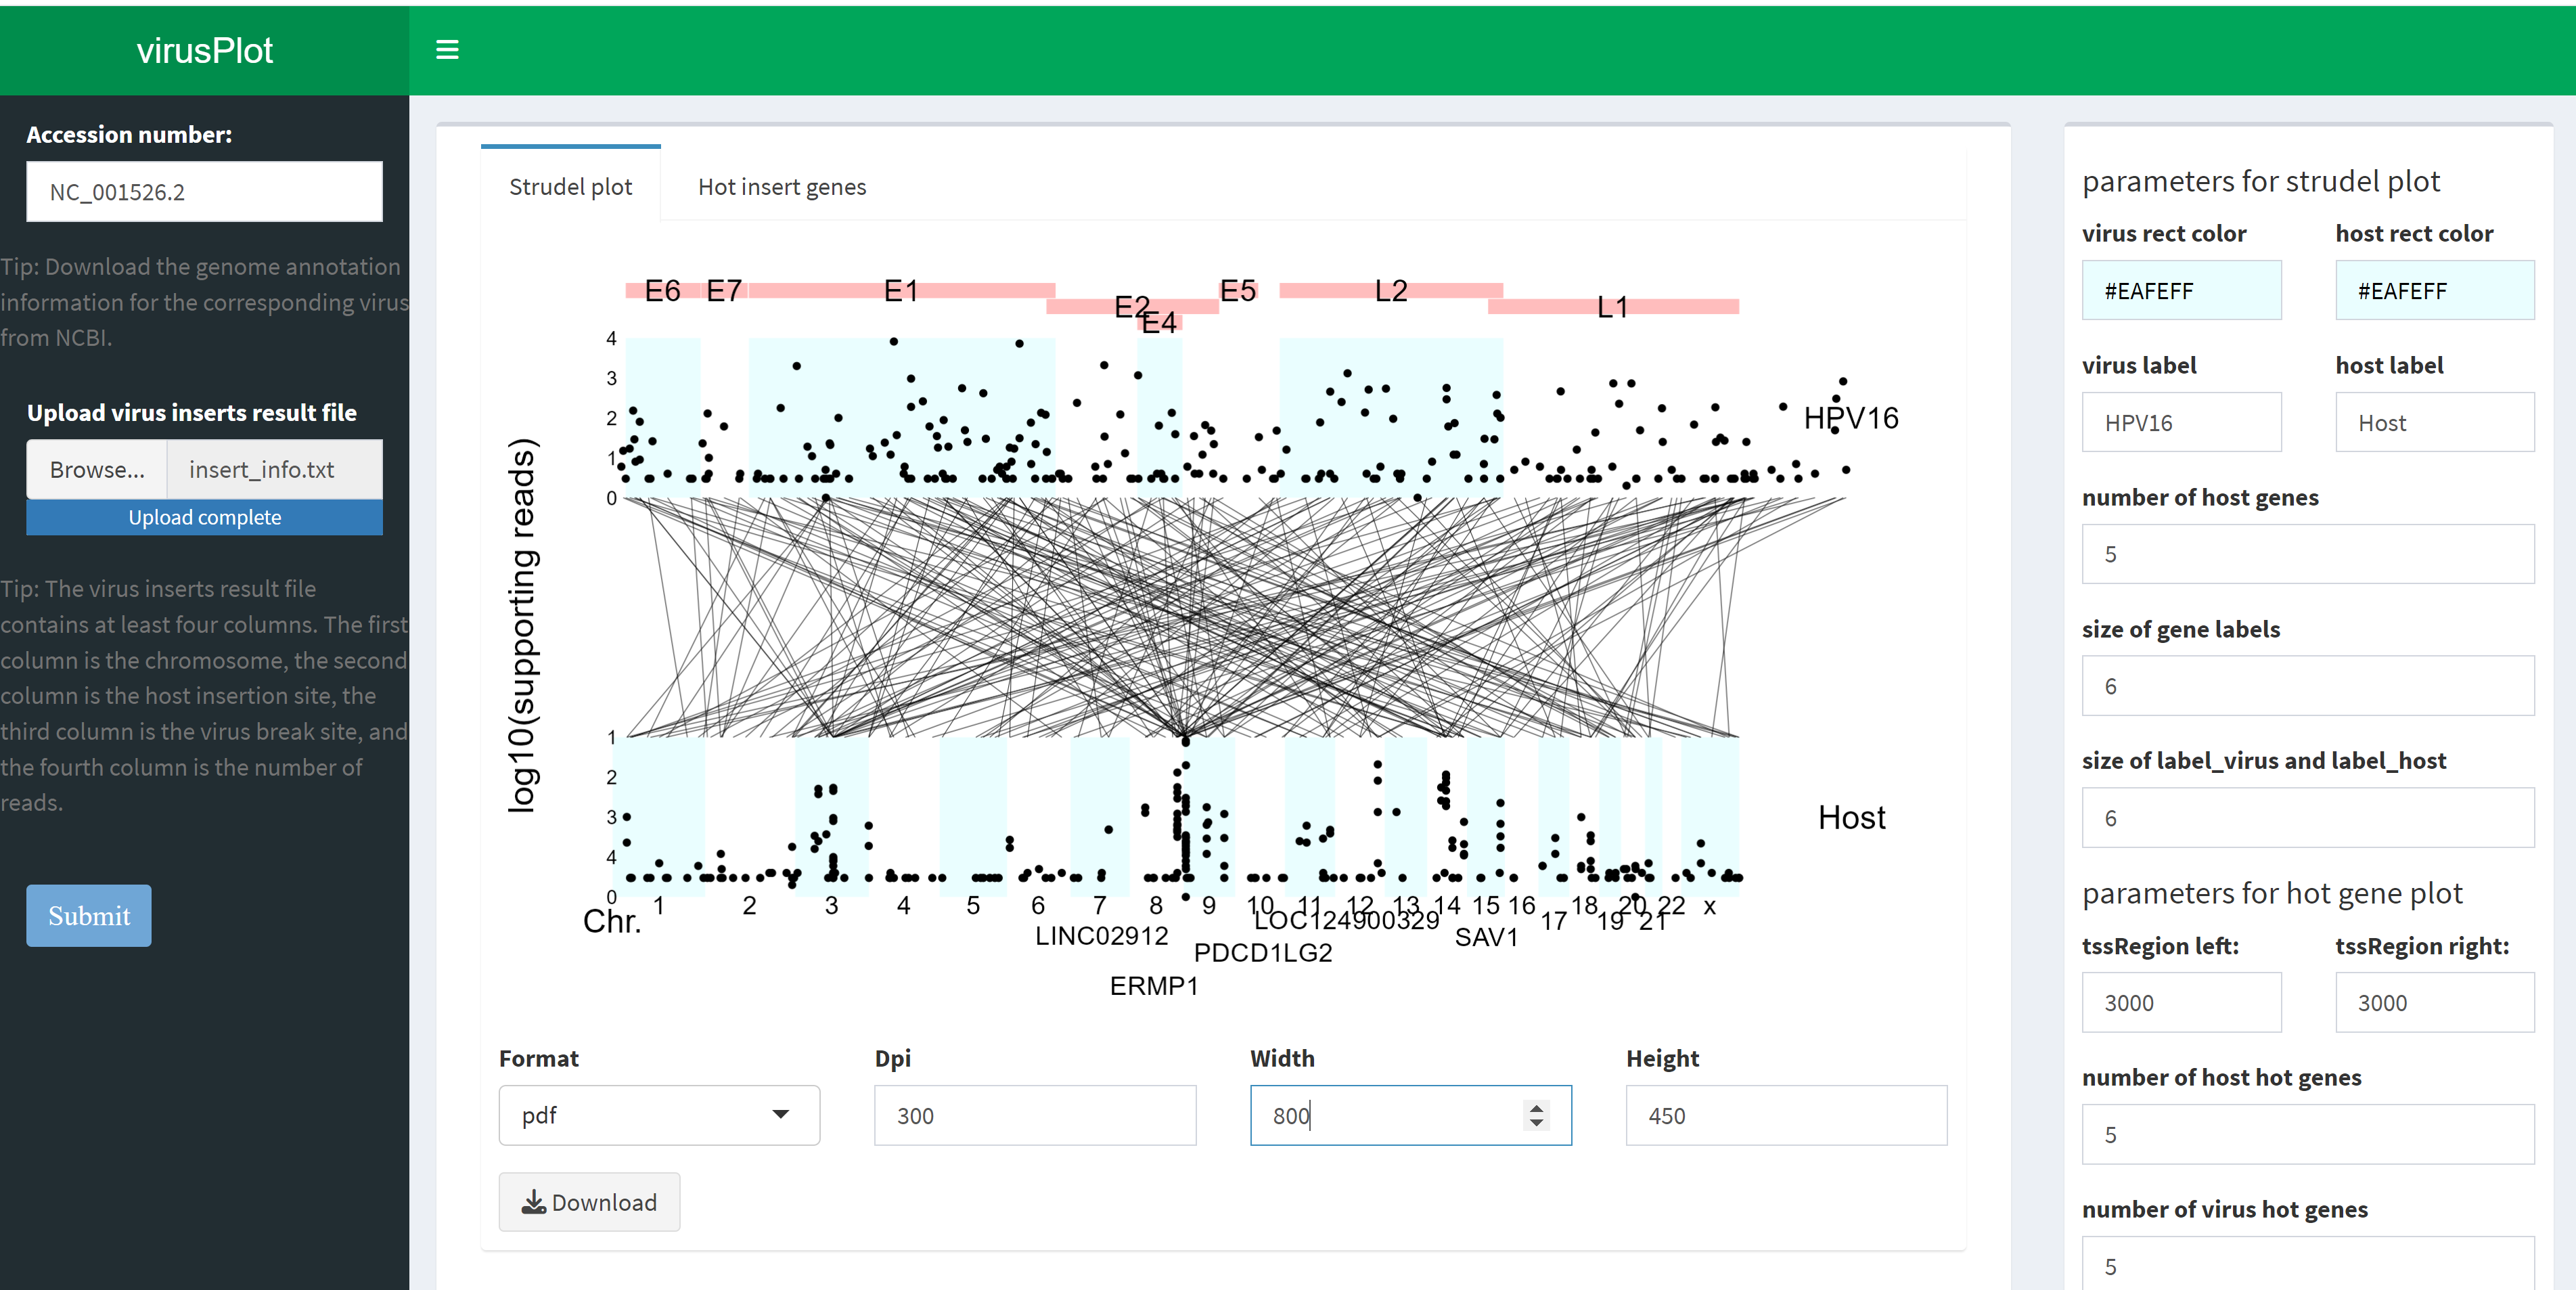 virusPlot
Accession number:
NC_001526.2
Tip: Download the genome annotation
information for the corresponding virus
from NCBI.
Upload virus inserts result file
Browse... insert_info.txt
Upload complete
Tip: The virus inserts result file
contains at least four columns. The first
column is the chromosome, the second
column is the host insertion site, the
third column is the virus break site, and
the fourth column is the number of
reads.
Submit
Strudel plot Hot insert genes
E6 E7 E1 E5 L2
E2 L1
E4
4
3
2
1
0
HPV16
log10(supporting reads)
1
2
3
4
0
Host
Chr.
1 2 3 4 5 6 7 8 9 10 11 12 13 14 15 16 18 20 22 x
17 19 21
LOC124900329
LINC02912 SAV1
PDCD1LG2
ERMP1
Format Dpi Width Height
pdf 300 800 450
Download
parameters for strudel plot
virus rect color host rect color
#EAFEFF #EAFEFF
virus label host label
HPV16 Host
number of host genes
5
size of gene labels
6
size of label_virus and label_host
6
parameters for hot gene plot
tssRegion left: tssRegion right:
3000 3000
number of host hot genes
5
number of virus hot genes
5